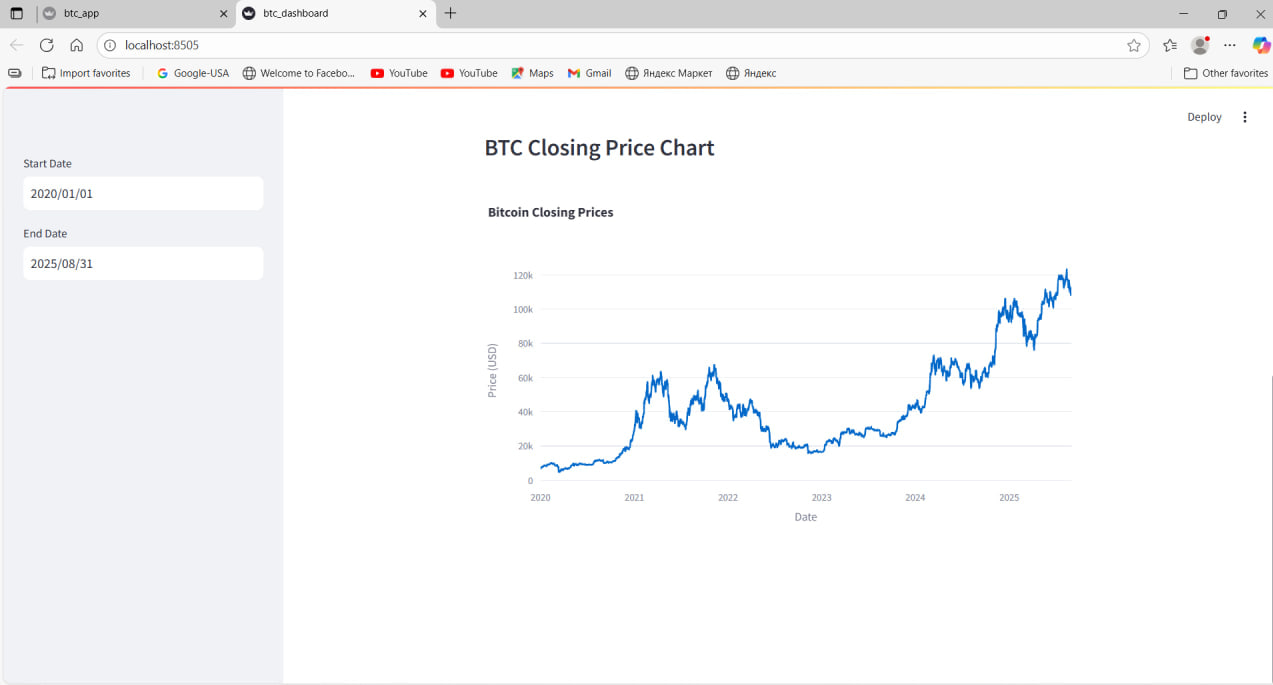 btc_app
btc_dashboard
localhost:8505
Import favorites
Google-USA
Welcome to Facebo...
YouTube
YouTube
Maps
Gmail
Яндекс Маркет
Яндекс
Other favorites
Deploy
Start Date
2020/01/01
End Date
2025/08/31
BTC Closing Price Chart
Bitcoin Closing Prices
Price (USD)
120k
100k
80k
60k
40k
20k
0
2020 2021 2022 2023 2024 2025
Date